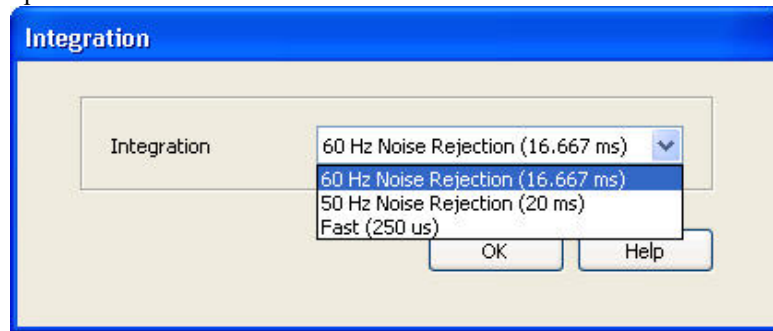 Integration
Integration 60 Hz Noise Rejection (16.667 ms)
60 Hz Noise Rejection (16.667 ms)
50 Hz Noise Rejection (20 ms)
Fast (250 us)
OK Help